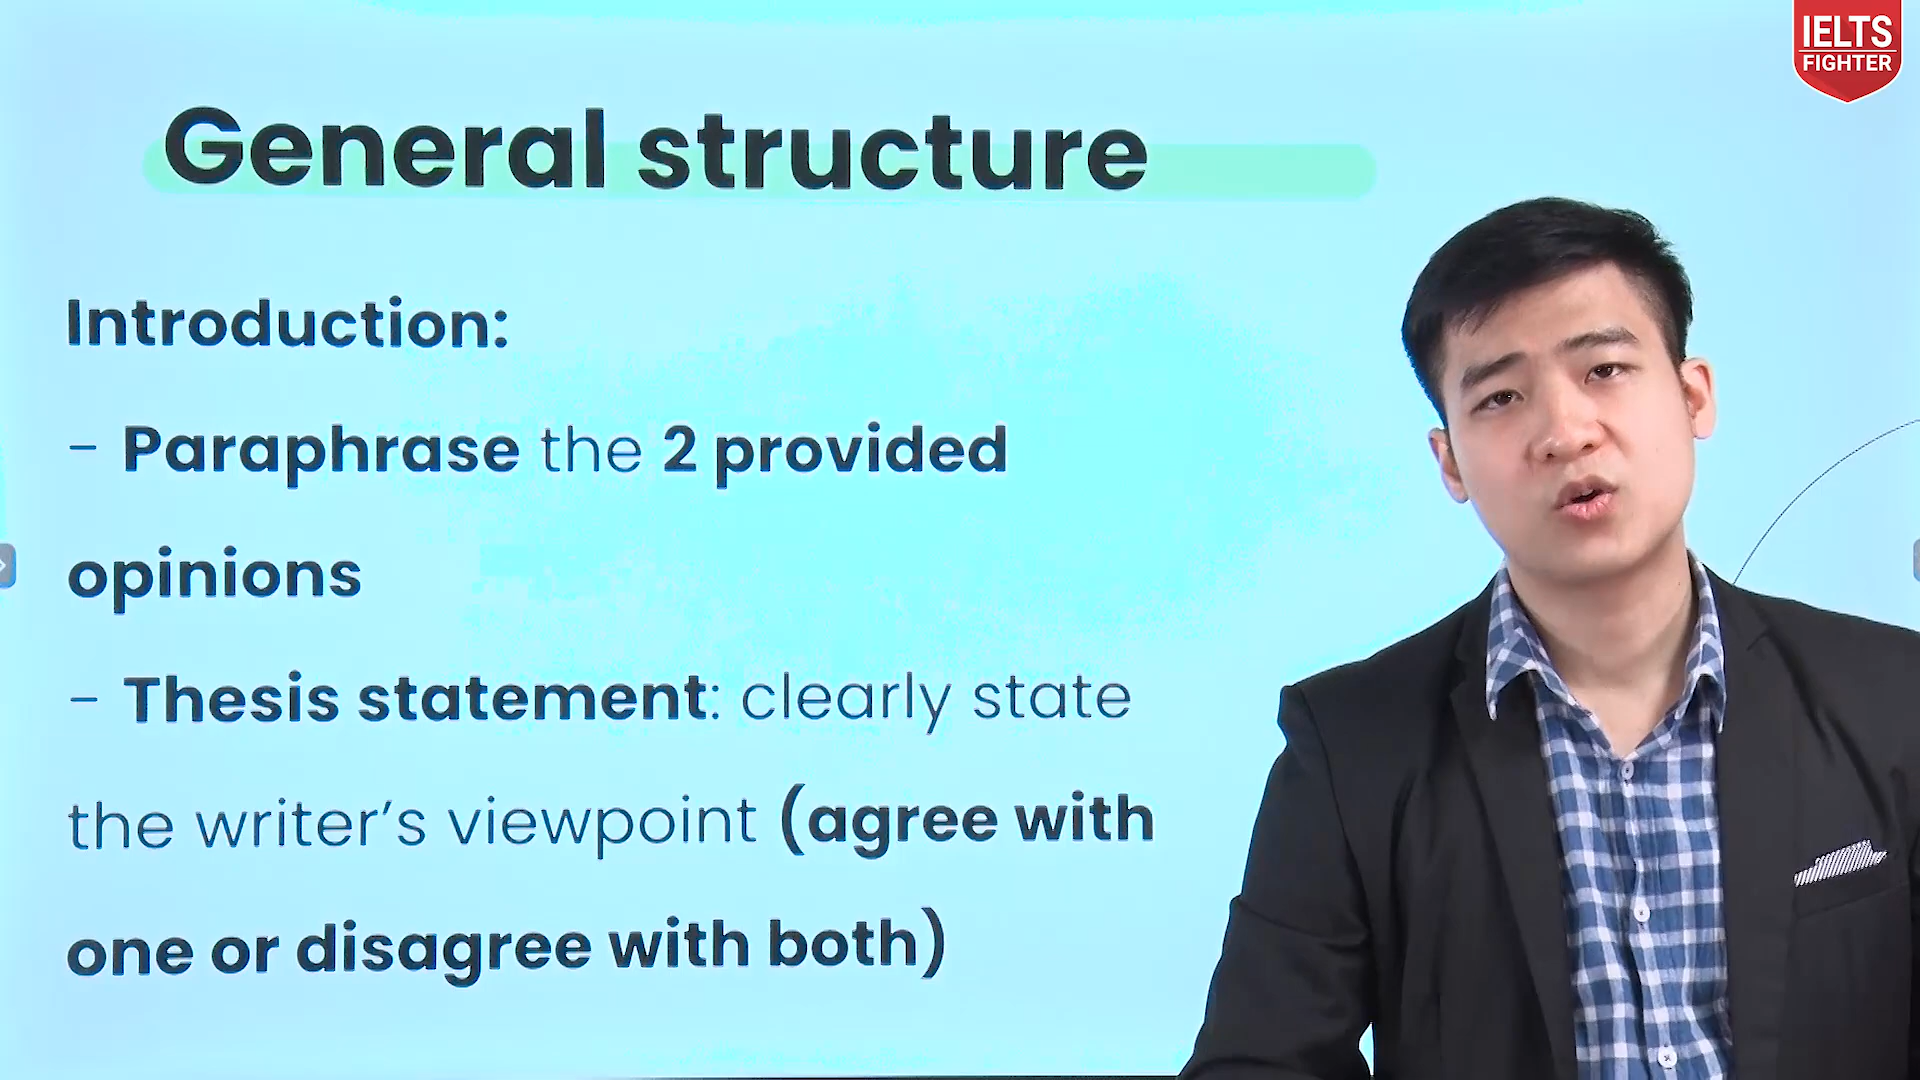 IELTS
FIGHTER
General structure
Introduction:
- Paraphrase the 2 provided
opinions
- Thesis statement: clearly state
the writer's viewpoint (agree with
one or disagree with both)